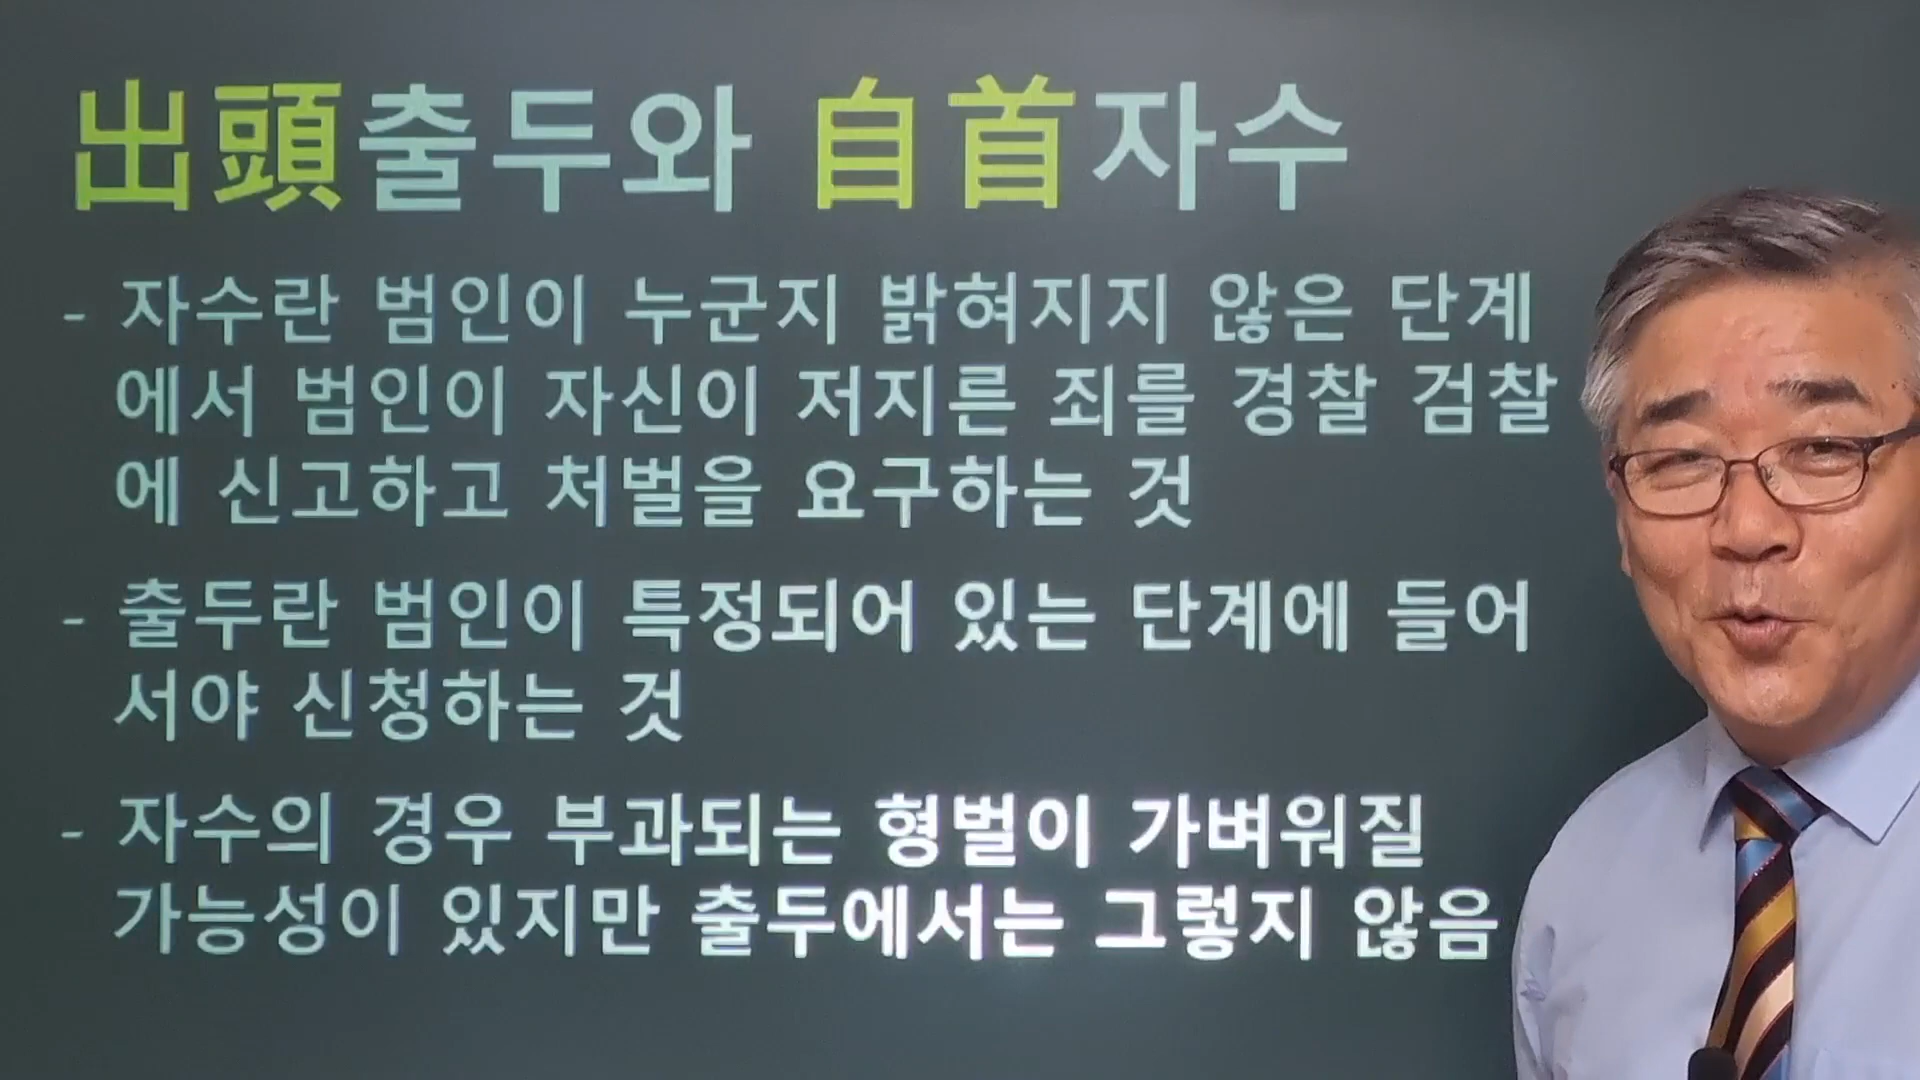 出頭출두와 自首자수
- 자수란 범인이 누군지 밝혀지지 않은 단계
에서 범인이 자신이 저지른 죄를 경찰 검찰
에 신고하고 처벌을 요구하는 것
- 출두란 범인이 특정되어 있는 단계에 들어
서야 신청하는 것
- 자수의 경우 부과되는 형벌이 가벼워질
가능성이 있지만 출두에서는 그렇지 않음